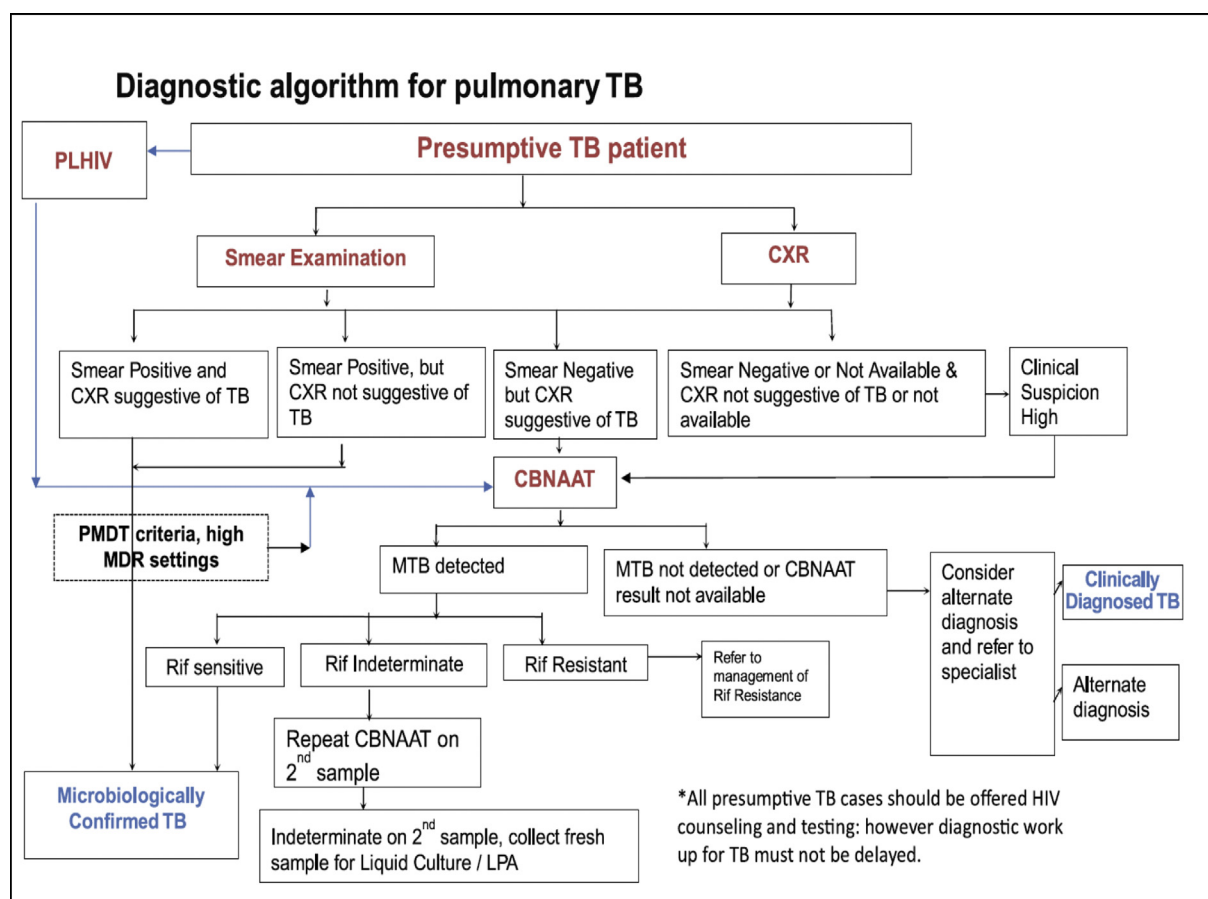 Diagnostic algorithm for pulmonary TB
PLHIV
Presumptive TB patient
Smear Examination
CXR
Smear Positive and
CXR suggestive of TB
Smear Positive, but
CXR not suggestive of
TB
Smear Negative
but CXR
suggestive of TB
Smear Negative or Not Available &
CXR not suggestive of TB or not
available
Clinical
Suspicion
High
CBNAAT
PMDT criteria, high
MDR settings
MTB detected
MTB not detected or CBNAAT
result not available
Consider
alternate
diagnosis
and refer to
specialist
Clinically
Diagnosed TB
Alternate
diagnosis
Rif sensitive
Rif Indeterminate
Rif Resistant
Refer to
management of
Rif Resistance
Repeat CBNAAT on
2nd sample
Microbiologically
Confirmed TB
Indeterminate on 2nd sample, collect fresh
sample for Liquid Culture / LPA
*All presumptive TB cases should be offered HIV
counseling and testing: however diagnostic work
up for TB must not be delayed.